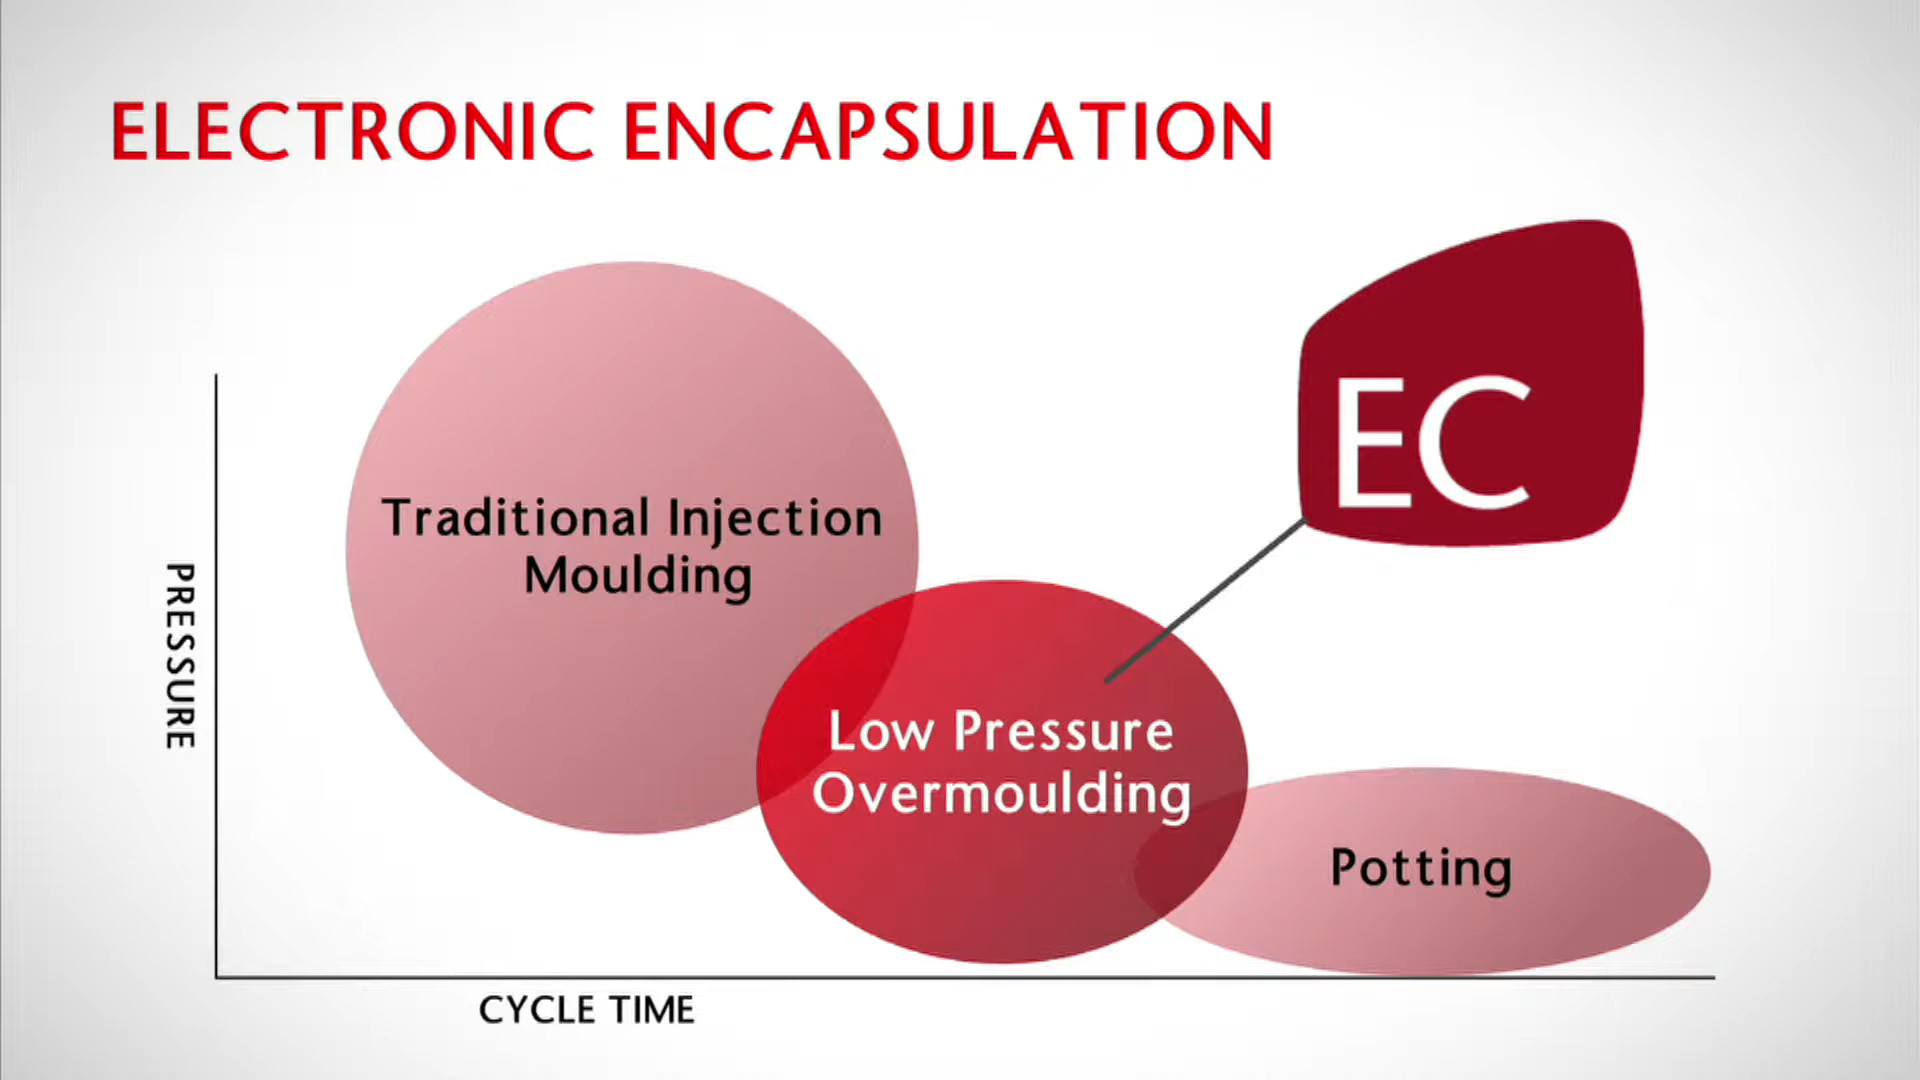 ELECTRONIC ENCAPSULATION
EC
Traditional Injection
Moulding
Low Pressure
Overmoulding
Potting
PRESSURE
CYCLE TIME